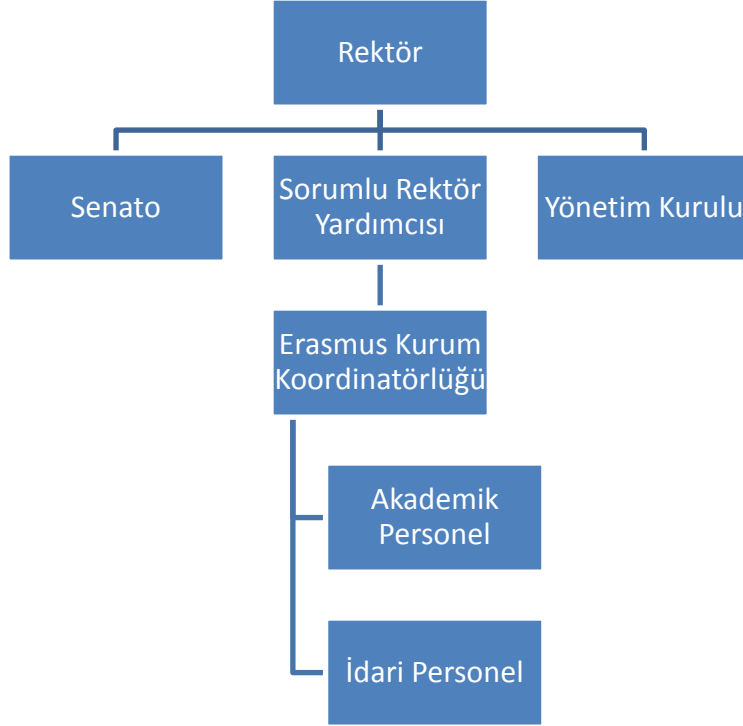 Rektör
Senato
Sorumlu Rektör
Yardımcısı
Yönetim Kurulu
Erasmus Kurum
Koordinatörlüğü
Akademik
Personel
İdari Personel